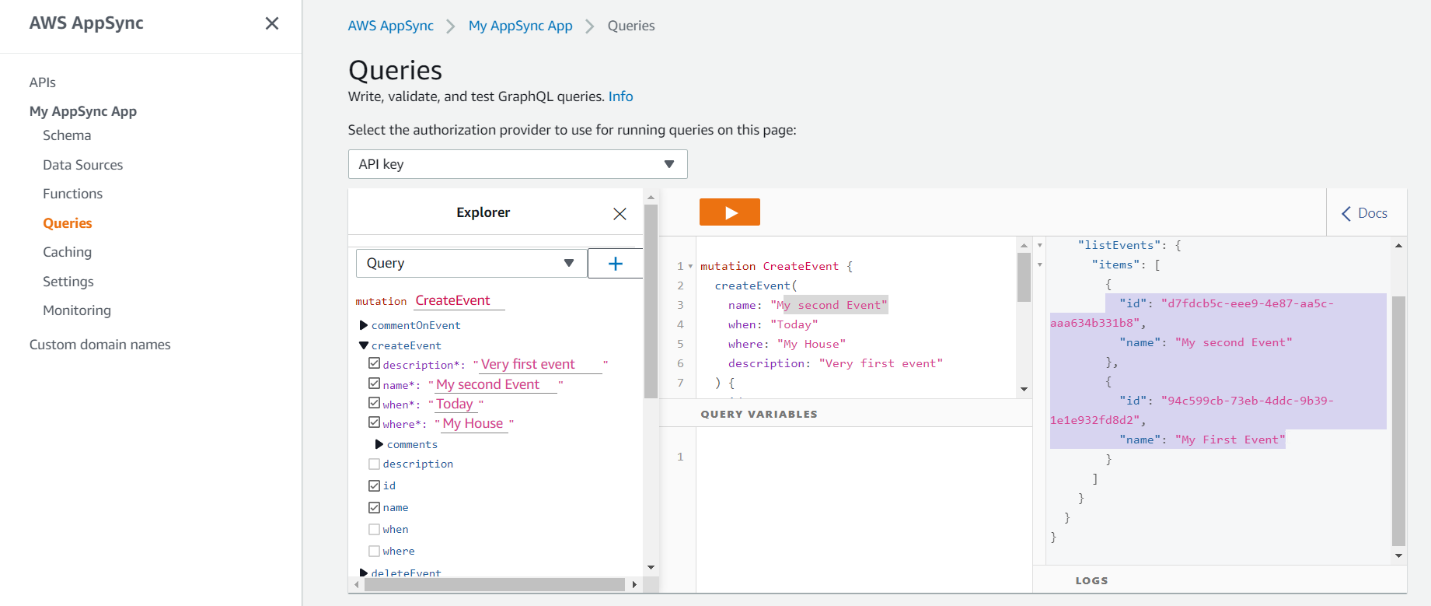 AWS AppSync
APIs
My AppSync App
Schema
Data Sources
Functions
Queries
Caching
Settings
Monitoring
Custom domain names
AWS AppSync > My AppSync App > Queries
Queries
Write, validate, and test GraphQL queries. Info
Select the authorization provider to use for running queries on this page:
API key
Explorer
Query
+
mutation CreateEvent
commentOnEvent
createEvent
description*: "Very first event"
name*: "My second Event"
when*: "Today"
where*: "My House"
comments
description
id
name
when
where
deleteEvent
1 mutation CreateEvent {
2 createEvent(
3 name: "My second Event"
4 when: "Today"
5 where: "My House"
6 description: "Very first event"
7 ) {
QUERY VARIABLES
1
Docs
"listEvents": {
"items": [
{
"id": "d7fdcb5c-eee9-4e87-aa5c-
aaa634b331b8",
"name": "My second Event"
},
{
"id": "94c599cb-73eb-4ddc-9b39-
1e1e932fd8d2",
"name": "My First Event"
}
]
}
}
}
LOGS